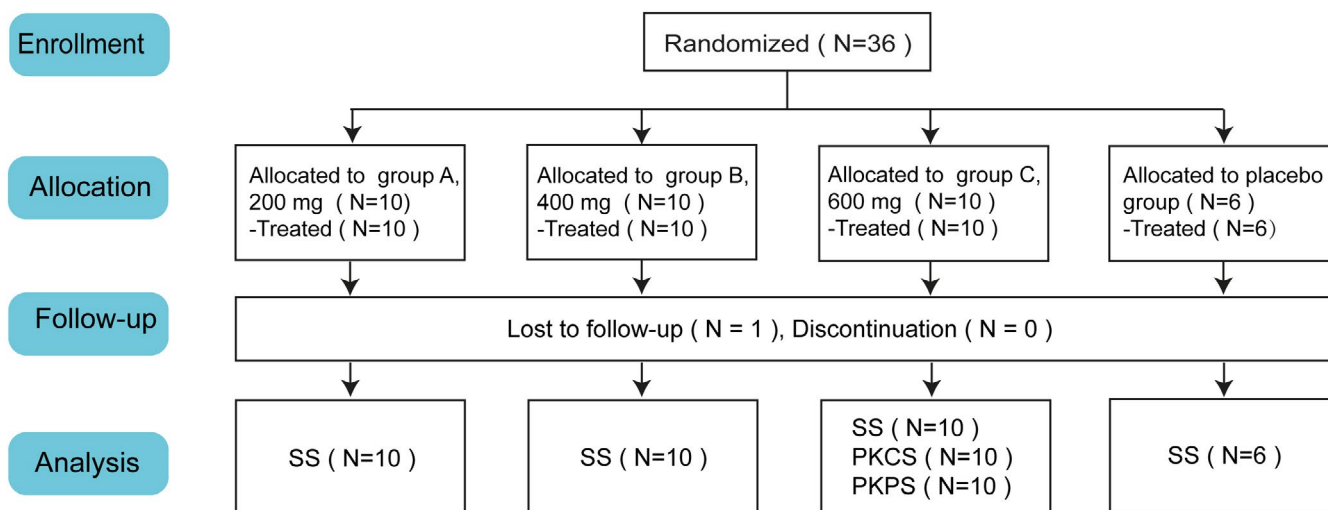 Enrollment
Randomized ( N=36 )
Allocation
Allocated to group A,
200 mg ( N=10)
-Treated ( N=10 )
Allocated to group B,
400 mg ( N=10 )
-Treated ( N=10 )
Allocated to group C,
600 mg ( N=10 )
-Treated ( N=10 )
Allocated to placebo
group ( N=6 )
-Treated ( N=6）
Follow-up
Lost to follow-up ( N = 1 ), Discontinuation ( N = 0 )
Analysis
SS ( N=10 )
SS ( N=10 )
SS ( N=10 )
PKCS ( N=10 )
PKPS ( N=10 )
SS ( N=6 )